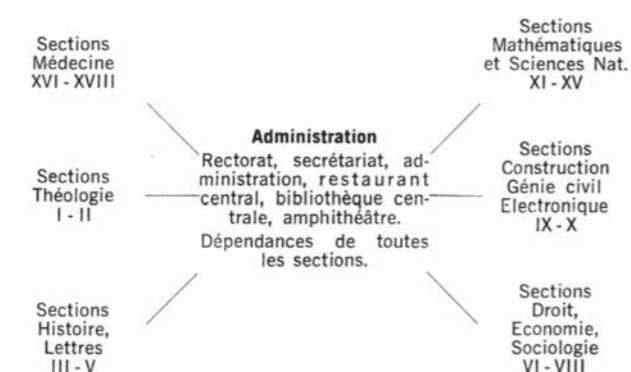 Sections
Médecine
XVI - XVIII
Sections
Mathématiques
et Sciences Nat.
XI - XV
Administration
Rectorat, secrétariat, ad-
ministration, restaurant
central, bibliothèque cen-
trale, amphithéâtre.
Dépendances de toutes
les sections.
Sections
Théologie
I - II
Sections
Construction
Génie civil
Electronique
IX - X
Sections
Histoire,
Lettres
III - V
Sections
Droit,
Economie,
Sociologie
VI - VIII